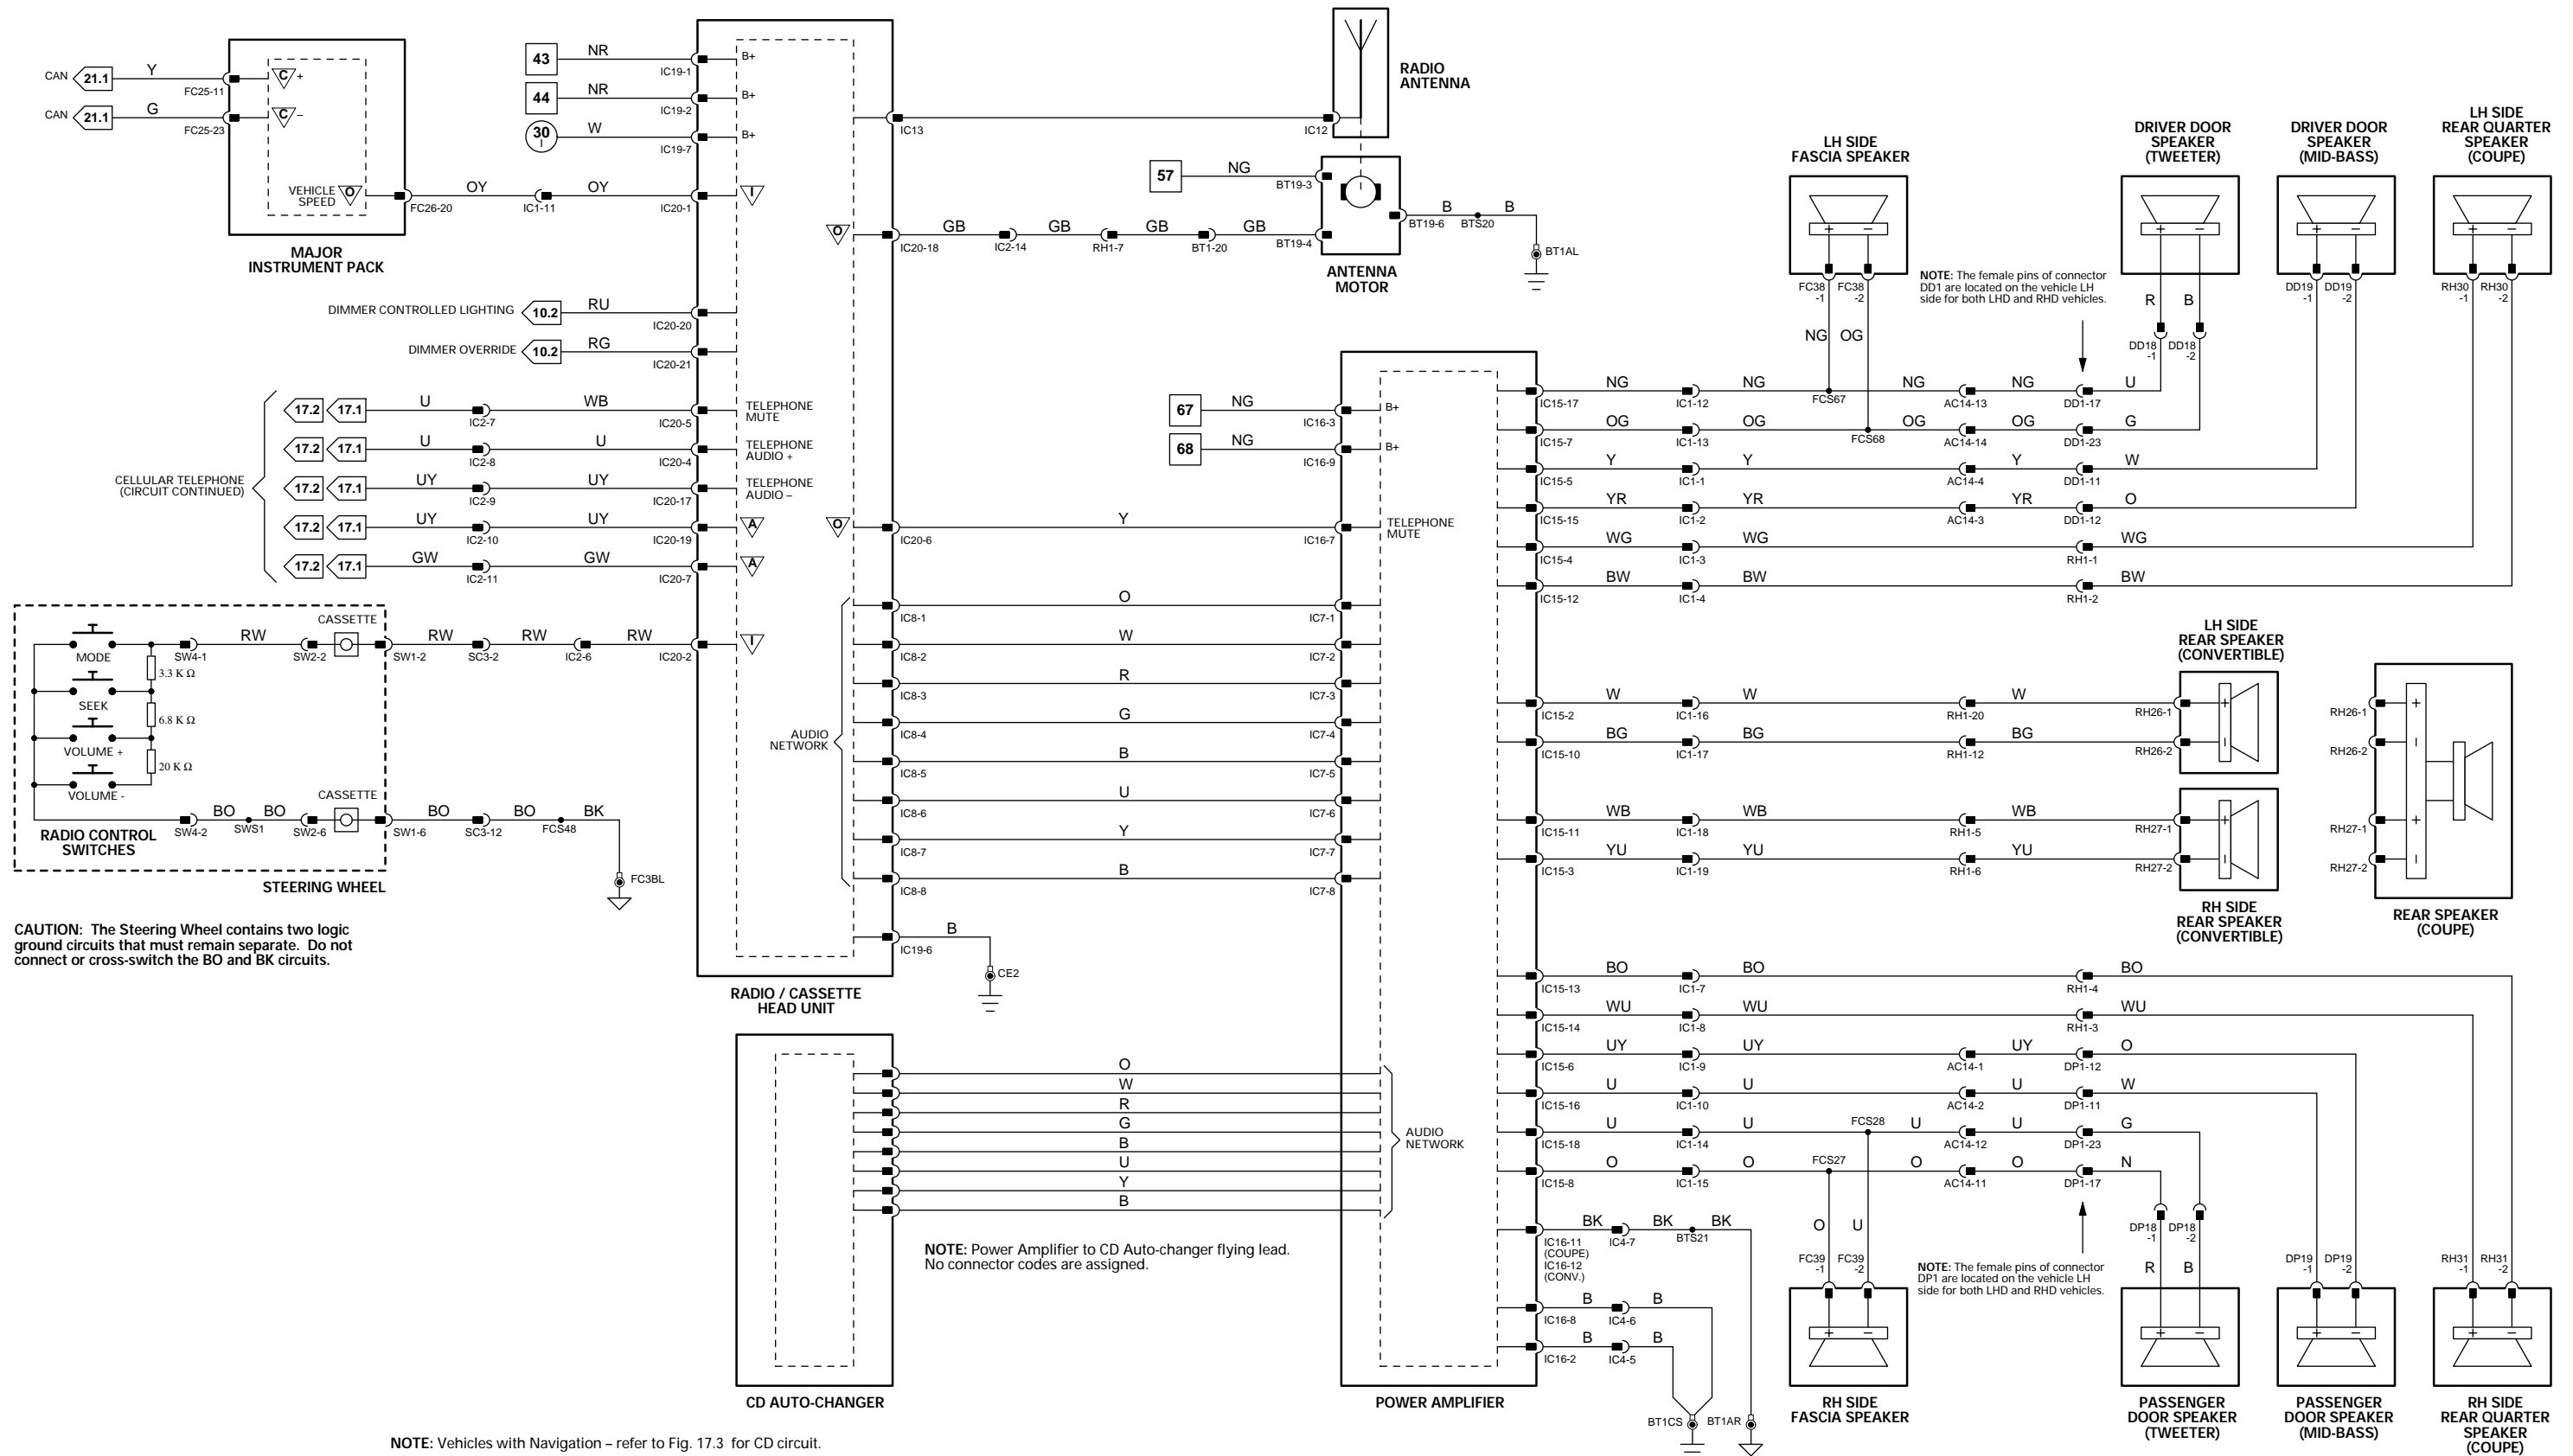 CAN 21.1 Y FC25-11 C +
CAN 21.1 G FC25-23 C –
VEHICLE
SPEED O FC26-20 OY IC1-11 OY IC20-1 I
MAJOR
INSTRUMENT PACK
43 NR IC19-1 B+
44 NR IC19-2 B+
30 I W IC19-7 B+
DIMMER CONTROLLED LIGHTING 10.2 RU IC20-20
DIMMER OVERRIDE 10.2 RG IC20-21
CELLULAR TELEPHONE
(CIRCUIT CONTINUED)
17.2 17.1 U IC2-7 WB IC20-5 TELEPHONE
MUTE
17.2 17.1 U IC2-8 U IC20-4 TELEPHONE
AUDIO +
17.2 17.1 UY IC2-9 UY IC20-17 TELEPHONE
AUDIO –
17.2 17.1 UY IC2-10 UY IC20-19 A
17.2 17.1 GW IC2-11 GW IC20-7 A
CASSETTE
MODE SW4-1 RW SW2-2 SW1-2 RW SC3-2 RW IC2-6 RW IC20-2 I
3.3 K Ω
SEEK
6.8 K Ω
VOLUME +
20 K Ω
VOLUME -
CASSETTE
SW4-2 BO SWS1 BO SW2-6 SW1-6 BO SC3-12 BO FCS48 BK FC3BL
RADIO CONTROL
SWITCHES
STEERING WHEEL
CAUTION: The Steering Wheel contains two logic
ground circuits that must remain separate. Do not
connect or cross-switch the BO and BK circuits.
IC13 IC12
RADIO
ANTENNA
57 NG BT19-3
O IC20-18 GB IC2-14 GB RH1-7 GB BT1-20 GB BT19-4
BT19-6 B BTS20 B BT1AL
ANTENNA
MOTOR
67 NG IC16-3 B+
68 NG IC16-9 B+
O IC20-6 Y IC16-7 TELEPHONE
MUTE
AUDIO
NETWORK
IC8-1 O IC7-1
IC8-2 W IC7-2
IC8-3 R IC7-3
IC8-4 G IC7-4
IC8-5 B IC7-5
IC8-6 U IC7-6
IC8-7 Y IC7-7
IC8-8 B IC7-8
IC19-6 B CE2
RADIO / CASSETTE
HEAD UNIT
O
W
R
G
B
U
Y
B
AUDIO
NETWORK
NOTE: Power Amplifier to CD Auto-changer flying lead.
No connector codes are assigned.
CD AUTO-CHANGER
NOTE: Vehicles with Navigation – refer to Fig. 17.3 for CD circuit.
POWER AMPLIFIER
LH SIDE
FASCIA SPEAKER
+ –
FC38
-1
FC38
-2
NG OG
DRIVER DOOR
SPEAKER
(TWEETER)
+ –
R B
DD18
-1
DD18
-2
DRIVER DOOR
SPEAKER
(MID-BASS)
+ –
DD19
-1
DD19
-2
LH SIDE
REAR QUARTER
SPEAKER
(COUPE)
+ –
RH30
-1
RH30
-2
NOTE: The female pins of connector
DD1 are located on the vehicle LH
side for both LHD and RHD vehicles.
IC15-17 NG IC1-12 NG FCS67 NG AC14-13 NG DD1-17 U
IC15-7 OG IC1-13 OG FCS68 OG AC14-14 OG DD1-23 G
IC15-5 Y IC1-1 Y AC14-4 Y DD1-11 W
IC15-15 YR IC1-2 YR AC14-3 YR DD1-12 O
IC15-4 WG IC1-3 WG RH1-1 WG
IC15-12 BW IC1-4 BW RH1-2 BW
LH SIDE
REAR SPEAKER
(CONVERTIBLE)
IC15-2 W IC1-16 W RH1-20 W RH26-1 +
IC15-10 BG IC1-17 BG RH1-12 BG RH26-2 –
IC15-11 WB IC1-18 WB RH1-5 WB RH27-1 +
IC15-3 YU IC1-19 YU RH1-6 YU RH27-2 –
RH SIDE
REAR SPEAKER
(CONVERTIBLE)
RH26-1 +
RH26-2 –
RH27-1 +
RH27-2 –
REAR SPEAKER
(COUPE)
IC15-13 BO IC1-7 BO RH1-4 BO
IC15-14 WU IC1-8 WU RH1-3 WU
IC15-6 UY IC1-9 UY AC14-1 UY DP1-12 O
IC15-16 U IC1-10 U AC14-2 U DP1-11 W
IC15-18 U IC1-14 U FCS28 U AC14-12 U DP1-23 G
IC15-8 O IC1-15 O FCS27 O AC14-11 O DP1-17 N
IC16-11
(COUPE)
IC16-12
(CONV.)
BK IC4-7 BK BTS21 BK
IC16-8 B IC4-6 B
IC16-2 B IC4-5 B
BT1CS BT1AR
O U
FC39
-1
FC39
-2
+ –
RH SIDE
FASCIA SPEAKER
NOTE: The female pins of connector
DP1 are located on the vehicle LH
side for both LHD and RHD vehicles.
DP18
-1
DP18
-2
R B
+ –
PASSENGER
DOOR SPEAKER
(TWEETER)
DP19
-1
DP19
-2
+ –
PASSENGER
DOOR SPEAKER
(MID-BASS)
RH31
-1
RH31
-2
+ –
RH SIDE
REAR QUARTER
SPEAKER
(COUPE)